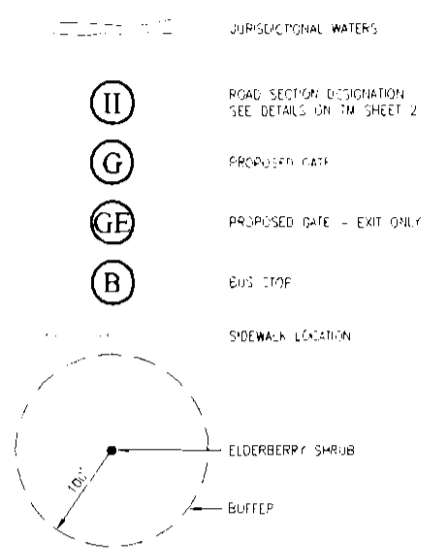 JURISDICTIONAL WATERS
II
ROAD SECTION DESIGNATION
SEE DETAILS ON TM SHEET 2
G
PROPOSED GATE
GE
PROPOSED GATE - EXIT ONLY
B
BUS STOP
SIDEWALK LOCATION
ELDERBERRY SHRUB
100'
BUFFER